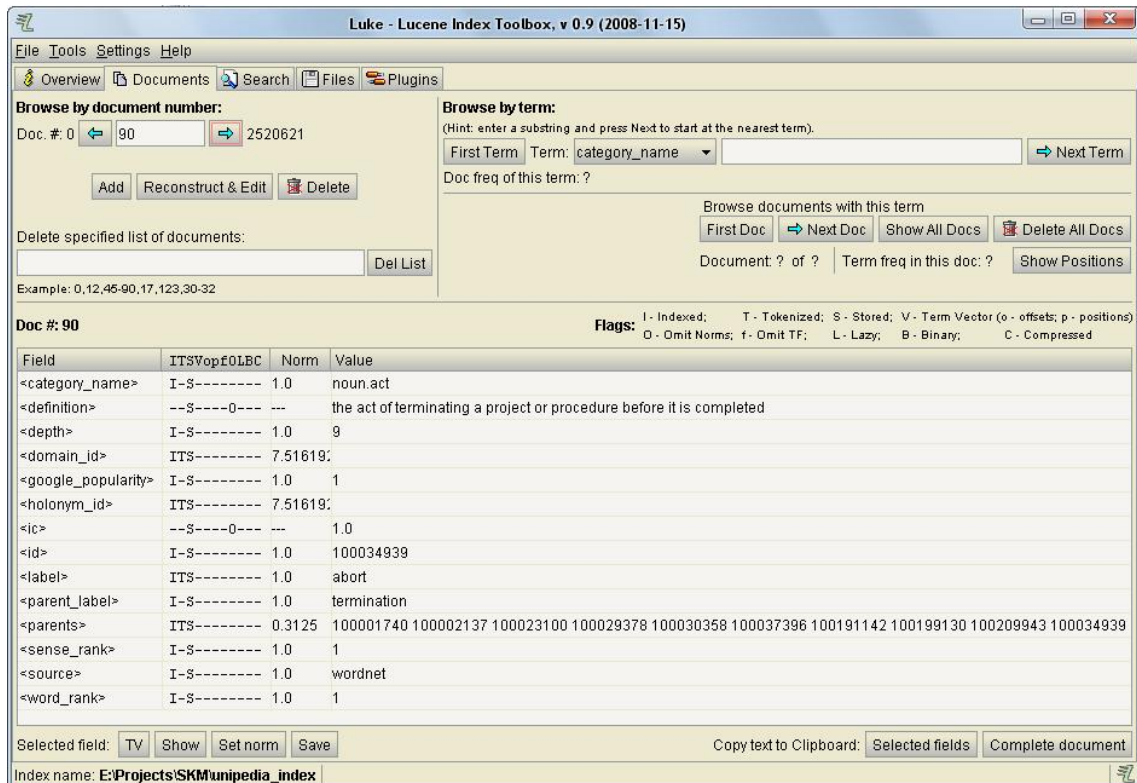 Luke - Lucene Index Toolbox, v 0.9 (2008-11-15)
File Tools Settings Help
Overview Documents Search Files Plugins
Browse by document number:
Doc. #: 0 90 2520621
Add Reconstruct & Edit Delete
Delete specified list of documents:
Del List
Example: 0,12,45-90,17,123,30-32
Browse by term:
(Hint: enter a substring and press Next to start at the nearest term).
First Term Term: category_name Next Term
Doc freq of this term: ?
Browse documents with this term
First Doc Next Doc Show All Docs Delete All Docs
Document: ? of ? Term freq in this doc: ? Show Positions
Doc #: 90
Flags: I - Indexed; T - Tokenized; S - Stored; V - Term Vector (o - offsets; p - positions)
O - Omit Norms; f - Omit TF; L - Lazy; B - Binary; C - Compressed
Field ITSVopfOLBC Norm Value
<category_name> I-S-------- 1.0 noun.act
<definition> --S----O--- --- the act of terminating a project or procedure before it is completed
<depth> I-S-------- 1.0 9
<domain_id> ITS-------- 7.516192
<google_popularity> I-S-------- 1.0 1
<holonym_id> ITS-------- 7.516192
<ic> --S----O--- --- 1.0
<id> I-S-------- 1.0 100034939
<label> ITS-------- 1.0 abort
<parent_label> I-S-------- 1.0 termination
<parents> ITS-------- 0.3125 100001740 100002137 100023100 100029378 100030358 100037396 100191142 100199130 100209943 100034939
<sense_rank> I-S-------- 1.0 1
<source> I-S-------- 1.0 wordnet
<word_rank> I-S-------- 1.0 1
Selected field: TV Show Set norm Save Copy text to Clipboard: Selected fields Complete document
Index name: E:\Projects\SKM\unipedia_index